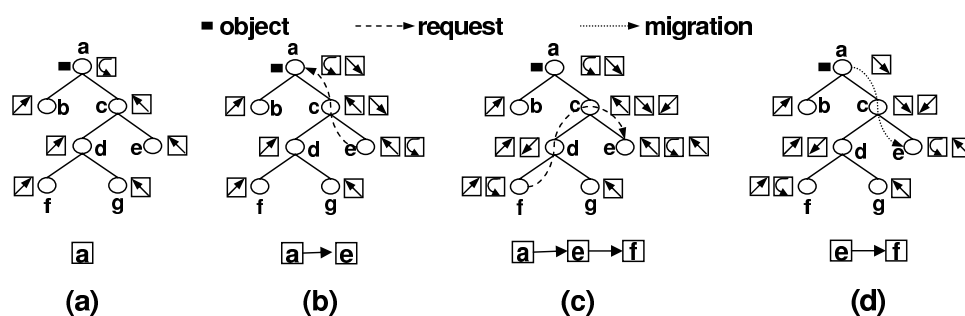 object request migration
a a a a
b c b c b c b c
d e d e d e d e
f g f g f g f g
a a e a e f e f
(a) (b) (c) (d)